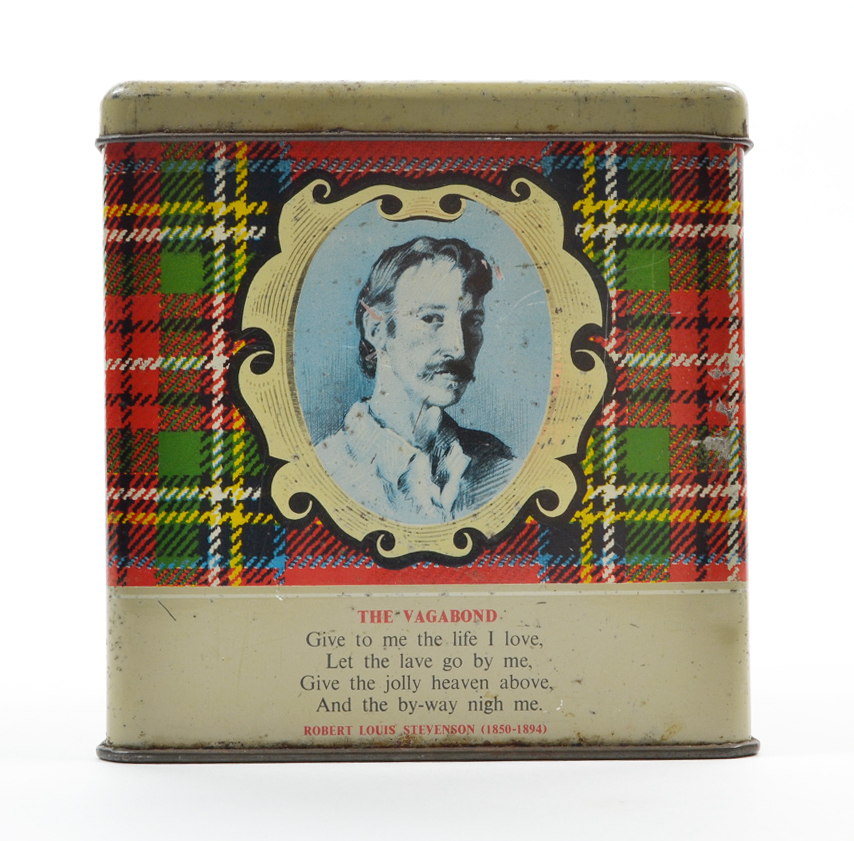 THE VAGABOND
Give to me the life I love,
Let the lave go by me,
Give the jolly heaven above,
And the by-way nigh me.
ROBERT LOUIS STEVENSON (1850-1894)